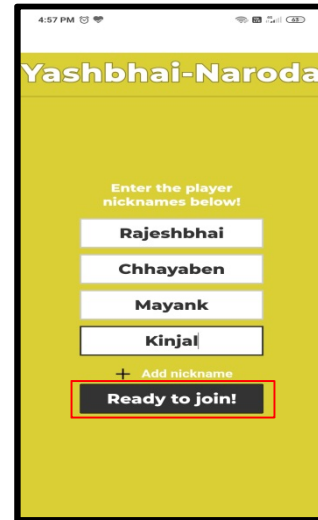 4:57 PM
Yashbhai-Naroda
Enter the player
nicknames below!
Rajeshbhai
Chhayaben
Mayank
Kinjal
+ Add nickname
Ready to join!